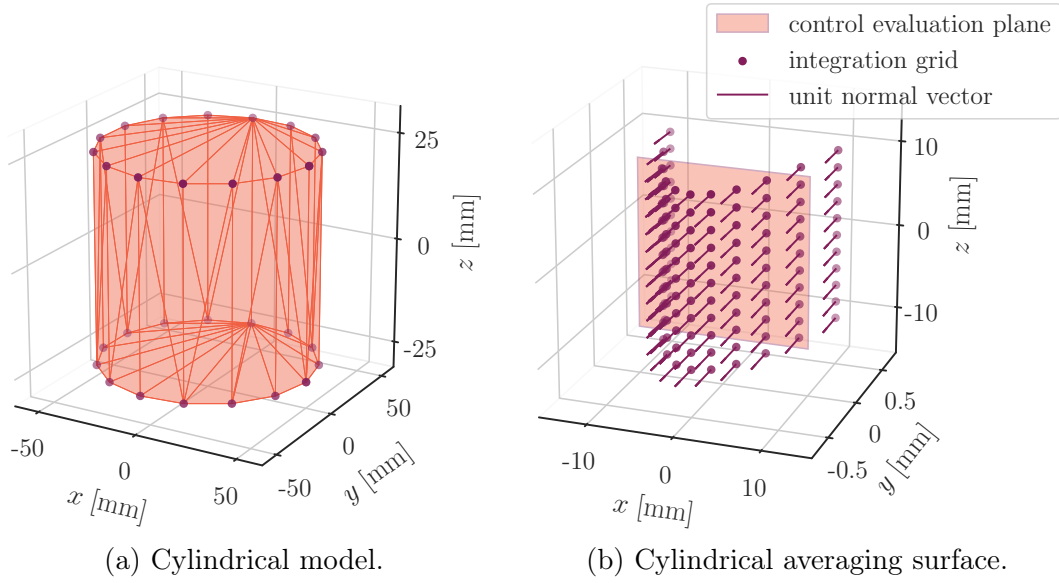 control evaluation plane
integration grid
unit normal vector
25
0
-25
z [mm]
-50
0
50
x [mm]
-50
0
50
y [mm]
10
0
-10
z [mm]
-10
0
10
x [mm]
-0.5
0
0.5
y [mm]
(a) Cylindrical model.
(b) Cylindrical averaging surface.